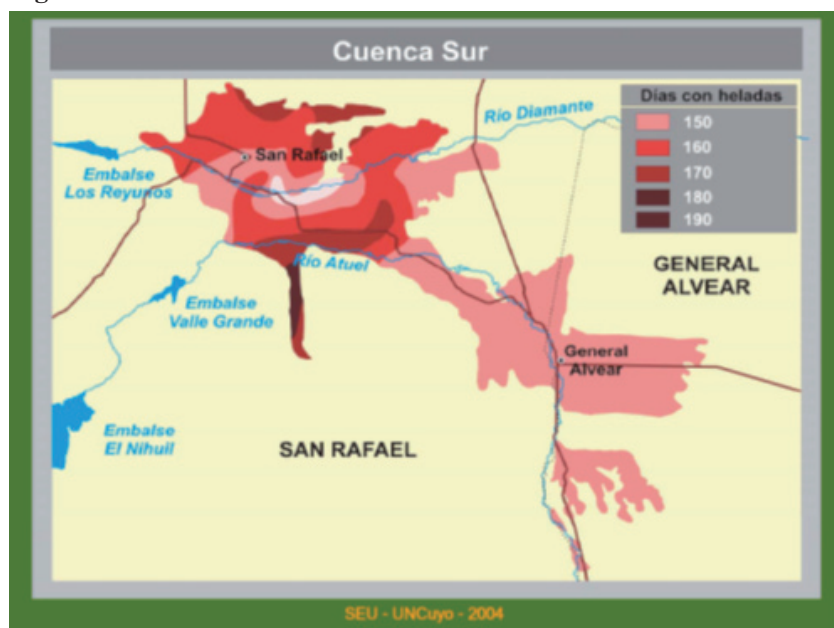 Cuenca Sur
Días con heladas
150
160
170
180
190
Río Diamante
San Rafael
Embalse
Los Reyunos
Río Atuel
GENERAL
ALVEAR
Embalse
Valle Grande
General
Alvear
Embalse
El Nihuil
SAN RAFAEL
SEU - UNCuyo - 2004